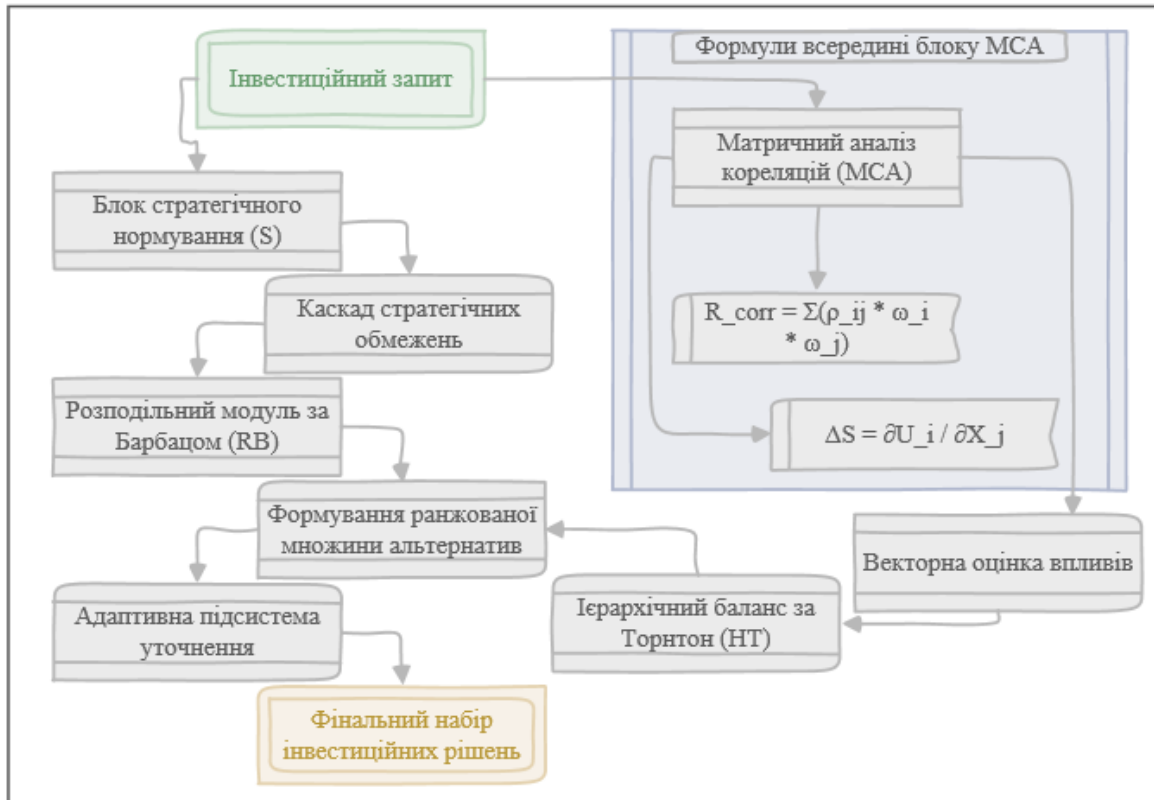 Інвестиційний запит
Формули всередині блоку MCA
Матричний аналіз
кореляцій (MCA)
Блок стратегічного
нормування (S)
Каскад стратегічних
обмежень
R_corr = Σ(ρ_ij * ω_i
* ω_j)
Розподільний модуль за
Барбацом (RB)
ΔS = ∂U_i / ∂X_j
Формування ранжованої
множини альтернатив
Векторна оцінка впливів
Адаптивна підсистема
уточнення
Ієрархічний баланс за
Торнтон (HT)
Фінальний набір
інвестиційних рішень